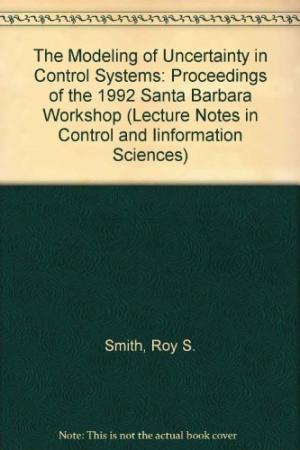 The Modeling of Uncertainty in
Control Systems: Proceedings
of the 1992 Santa Barbara
Workshop (Lecture Notes in
Control and Iinformation
Sciences)
Smith, Roy S.
Note: This is not the actual book cover